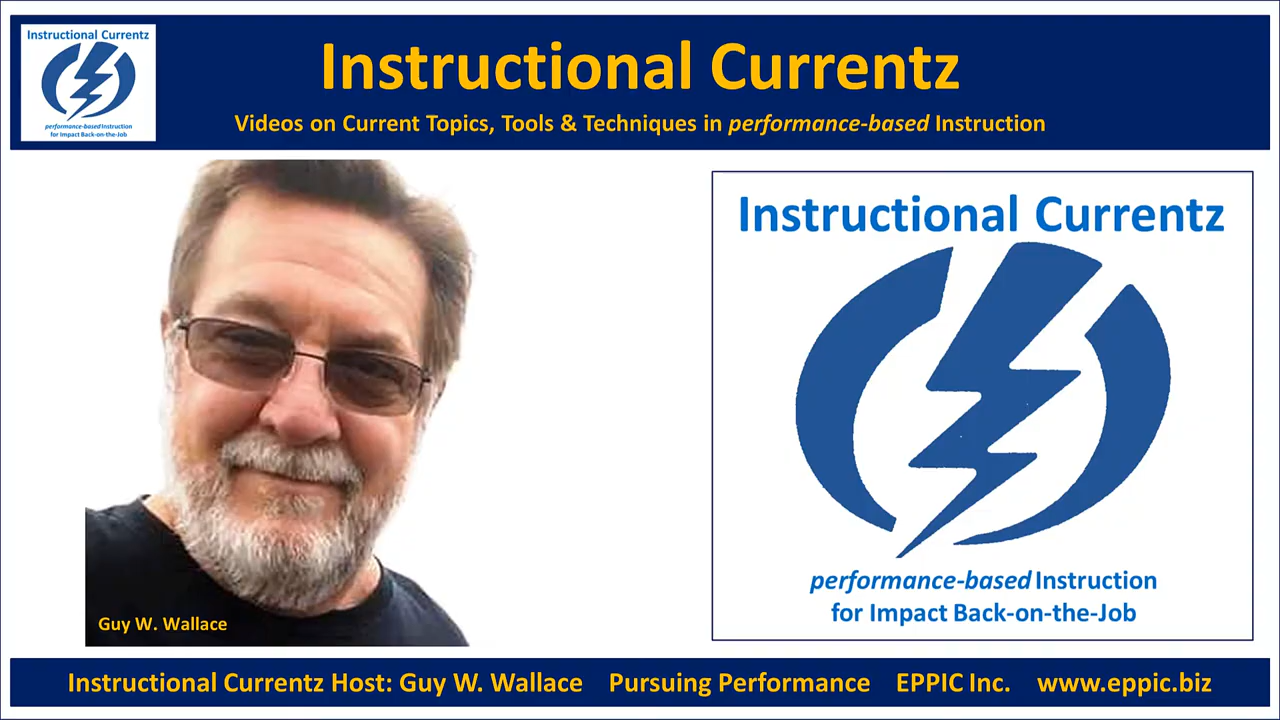 Instructional Currentz
performance-based Instruction
for Impact Back-on-the-Job
Instructional Currentz
Videos on Current Topics, Tools & Techniques in performance-based Instruction
Guy W. Wallace
Instructional Currentz
performance-based Instruction
for Impact Back-on-the-Job
Instructional Currentz Host: Guy W. Wallace Pursuing Performance EPPIC Inc. www.eppic.biz